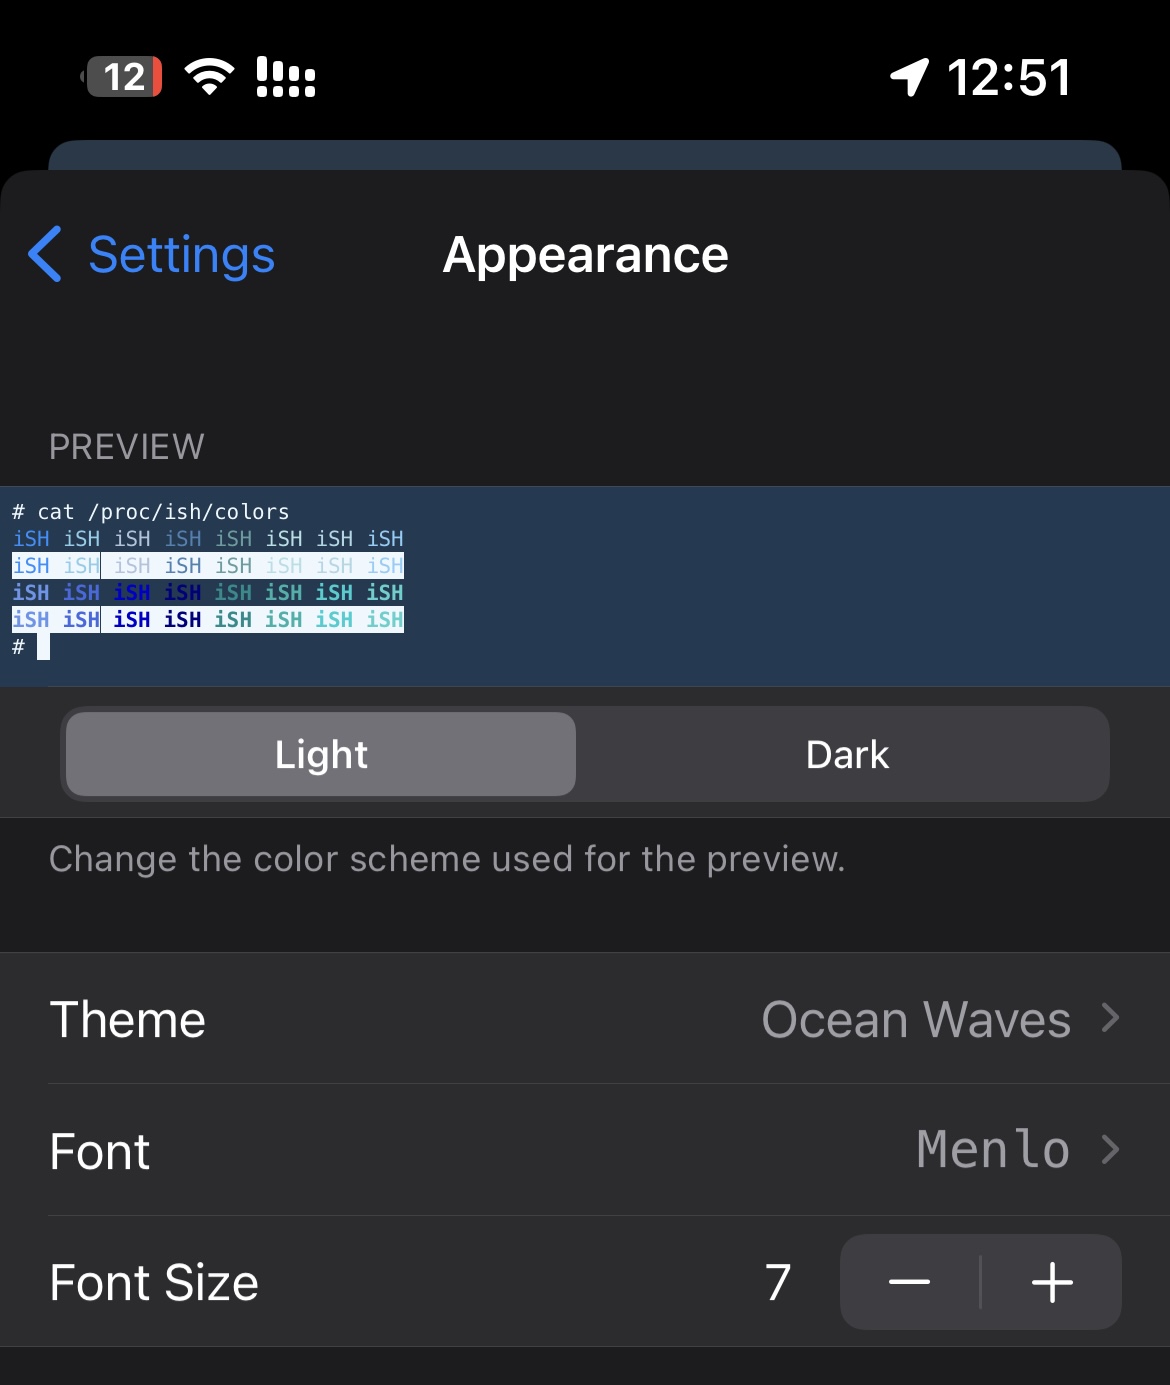 12 12:51
Settings Appearance
PREVIEW
# cat /proc/ish/colors
iSH iSH iSH iSH iSH iSH iSH iSH
iSH iSH iSH iSH iSH iSH iSH iSH
iSH iSH iSH iSH iSH iSH iSH iSH
iSH iSH iSH iSH iSH iSH iSH iSH
#
Light Dark
Change the color scheme used for the preview.
Theme Ocean Waves
Font Menlo
Font Size 7